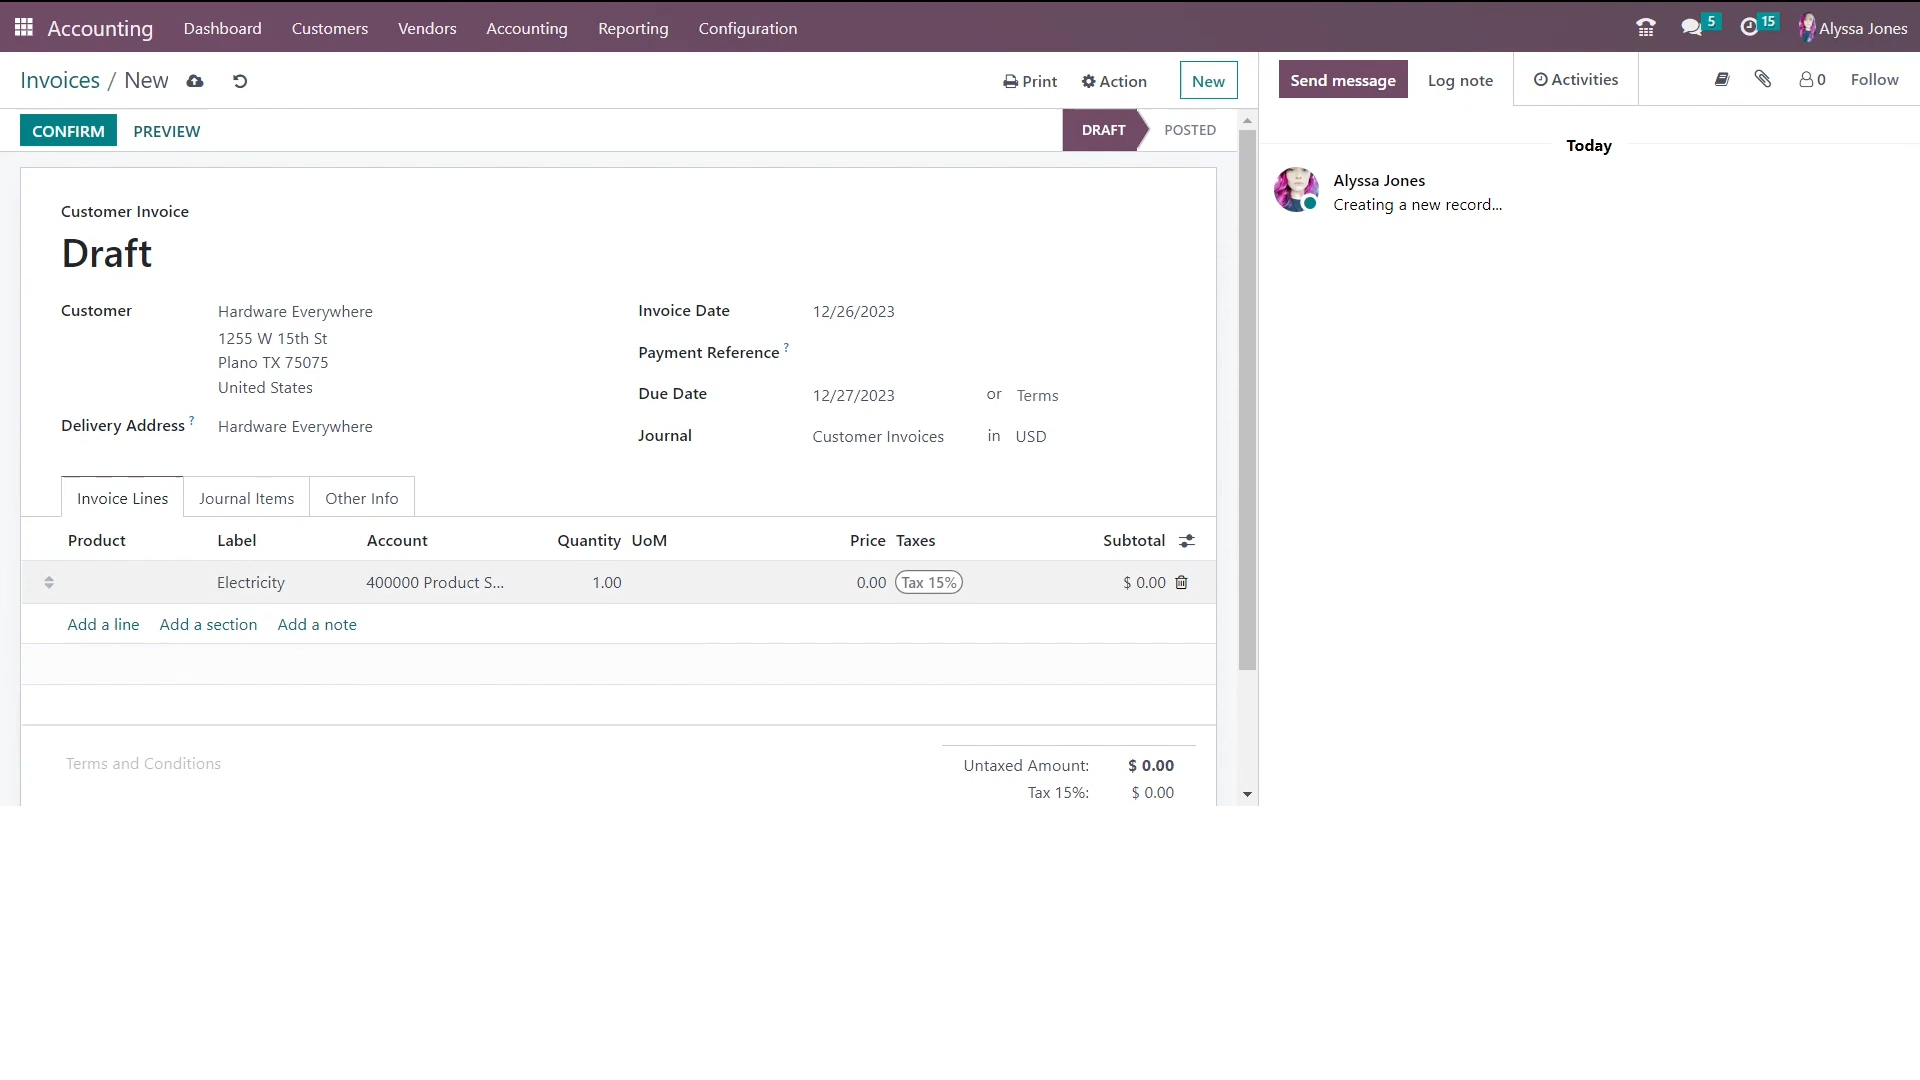 Accounting Dashboard Customers Vendors Accounting Reporting Configuration 5 15 Alyssa Jones
Invoices / New Print Action New
Send message Log note Activities 0 Follow
CONFIRM PREVIEW DRAFT POSTED
Today
Alyssa Jones
Creating a new record...
Customer Invoice
Draft
Customer Hardware Everywhere
1255 W 15th St
Plano TX 75075
United States
Delivery Address ? Hardware Everywhere
Invoice Date 12/26/2023
Payment Reference ?
Due Date 12/27/2023 or Terms
Journal Customer Invoices in USD
Invoice Lines Journal Items Other Info
Product Label Account Quantity UoM Price Taxes Subtotal
Electricity 400000 Product S... 1.00 0.00 Tax 15% $ 0.00
Add a line Add a section Add a note
Terms and Conditions
Untaxed Amount: $ 0.00
Tax 15%: $ 0.00